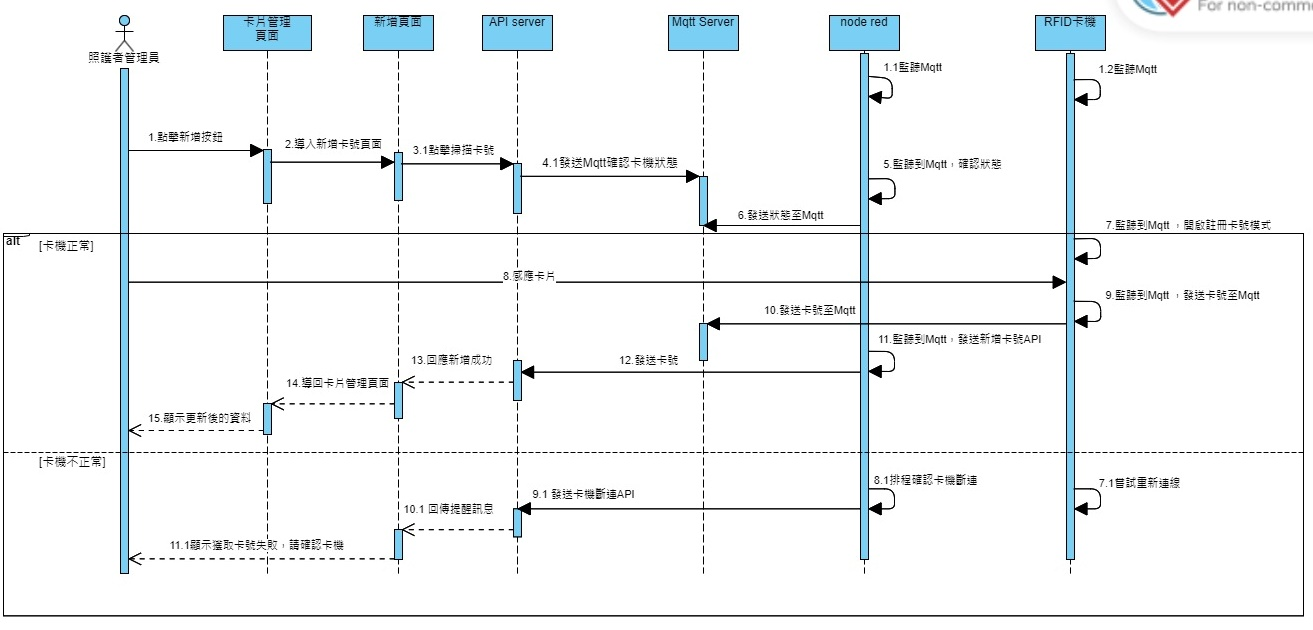 For non-comm
卡片管理
頁面
新增頁面
API server
Mqtt Server
node red
RFID卡機
照護者管理員
1.1監聽Mqtt
1.2監聽Mqtt
1.點擊新增按鈕
2.導入新增卡號頁面
3.1點擊掃描卡號
4.1發送Mqtt確認卡機狀態
5.監聽到Mqtt，確認狀態
6.發送狀態至Mqtt
7.監聽到Mqtt ，開啟註冊卡號模式
alt
[卡機正常]
8.感應卡片
9.監聽到Mqtt ，發送卡號至Mqtt
10.發送卡號至Mqtt
11.監聽到Mqtt，發送新增卡號API
12.發送卡號
13.回應新增成功
14.導回卡片管理頁面
15.顯示更新後的資料
[卡機不正常]
8.1排程確認卡機斷連
7.1嘗試重新連線
9.1 發送卡機斷連API
10.1 回傳提醒訊息
11.1顯示獲取卡號失敗，請確認卡機